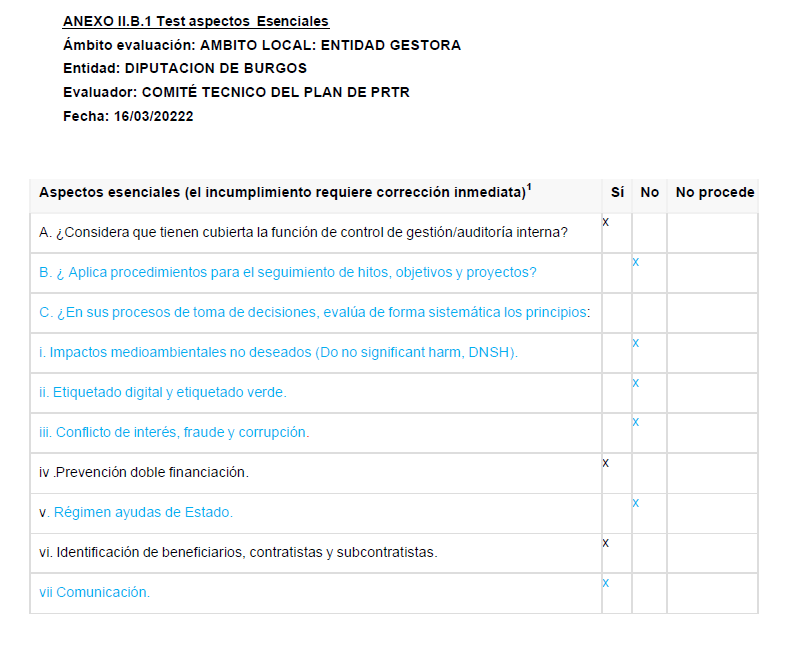 ANEXO II.B.1 Test aspectos Esenciales
Ámbito evaluación: AMBITO LOCAL: ENTIDAD GESTORA
Entidad: DIPUTACION DE BURGOS
Evaluador: COMITÉ TECNICO DEL PLAN DE PRTR
Fecha: 16/03/20222
Aspectos esenciales (el incumplimiento requiere corrección inmediata)1 Sí No No procede
A. ¿Considera que tienen cubierta la función de control de gestión/auditoría interna? x
B. ¿ Aplica procedimientos para el seguimiento de hitos, objetivos y proyectos? x
C. ¿En sus procesos de toma de decisiones, evalúa de forma sistemática los principios:
i. Impactos medioambientales no deseados (Do no significant harm, DNSH). x
ii. Etiquetado digital y etiquetado verde. x
iii. Conflicto de interés, fraude y corrupción. x
iv .Prevención doble financiación. x
v. Régimen ayudas de Estado. x
vi. Identificación de beneficiarios, contratistas y subcontratistas. x
vii Comunicación. x